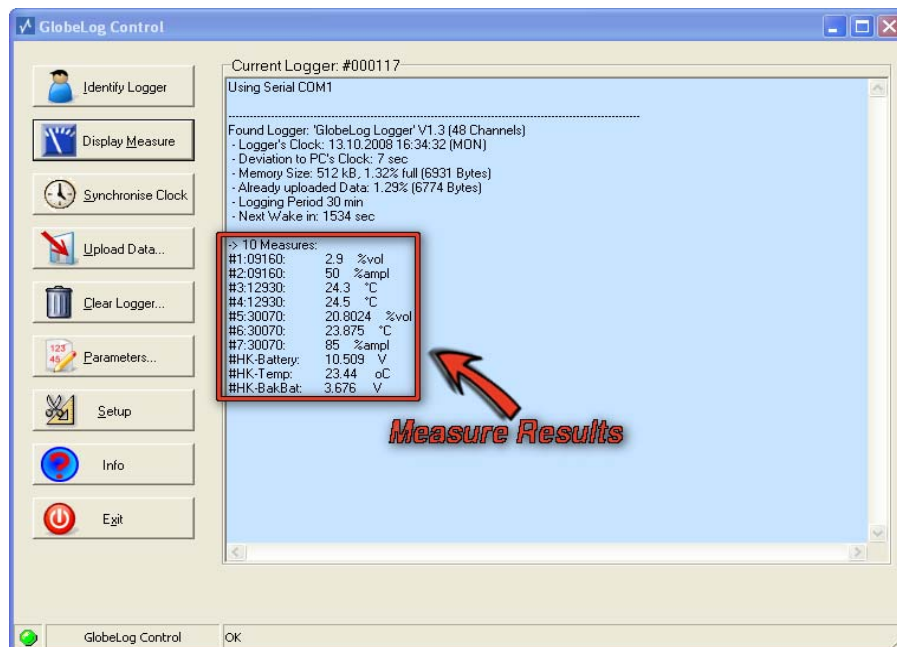 GlobeLog Control
Identify Logger
Display Measure
Synchronise Clock
Upload Data...
Clear Logger...
123
45
Parameters...
Setup
?
Info
Exit
Current Logger: #000117
Using Serial COM1
--------------------------------------------------------------------------------
Found Logger: 'GlobeLog Logger' V1.3 (48 Channels)
- Logger's Clock: 13.10.2008 16:34:32 (MON)
- Deviation to PC's Clock: 7 sec
- Memory Size: 512 kB, 1.32% full (6931 Bytes)
- Already uploaded Data: 1.29% (6774 Bytes)
- Logging Period 30 min
- Next Wake in: 1534 sec
-> 10 Measures:
#1:09160: 2.9 %vol
#2:09160: 50 %ampl
#3:12930: 24.3 °C
#4:12930: 24.5 °C
#5:30070: 20.8024 %vol
#6:30070: 23.875 °C
#7:30070: 85 %ampl
#HK-Battery: 10.509 V
#HK-Temp: 23.44 oC
#HK-BakBat: 3.676 V
Measure Results
GlobeLog Control
OK